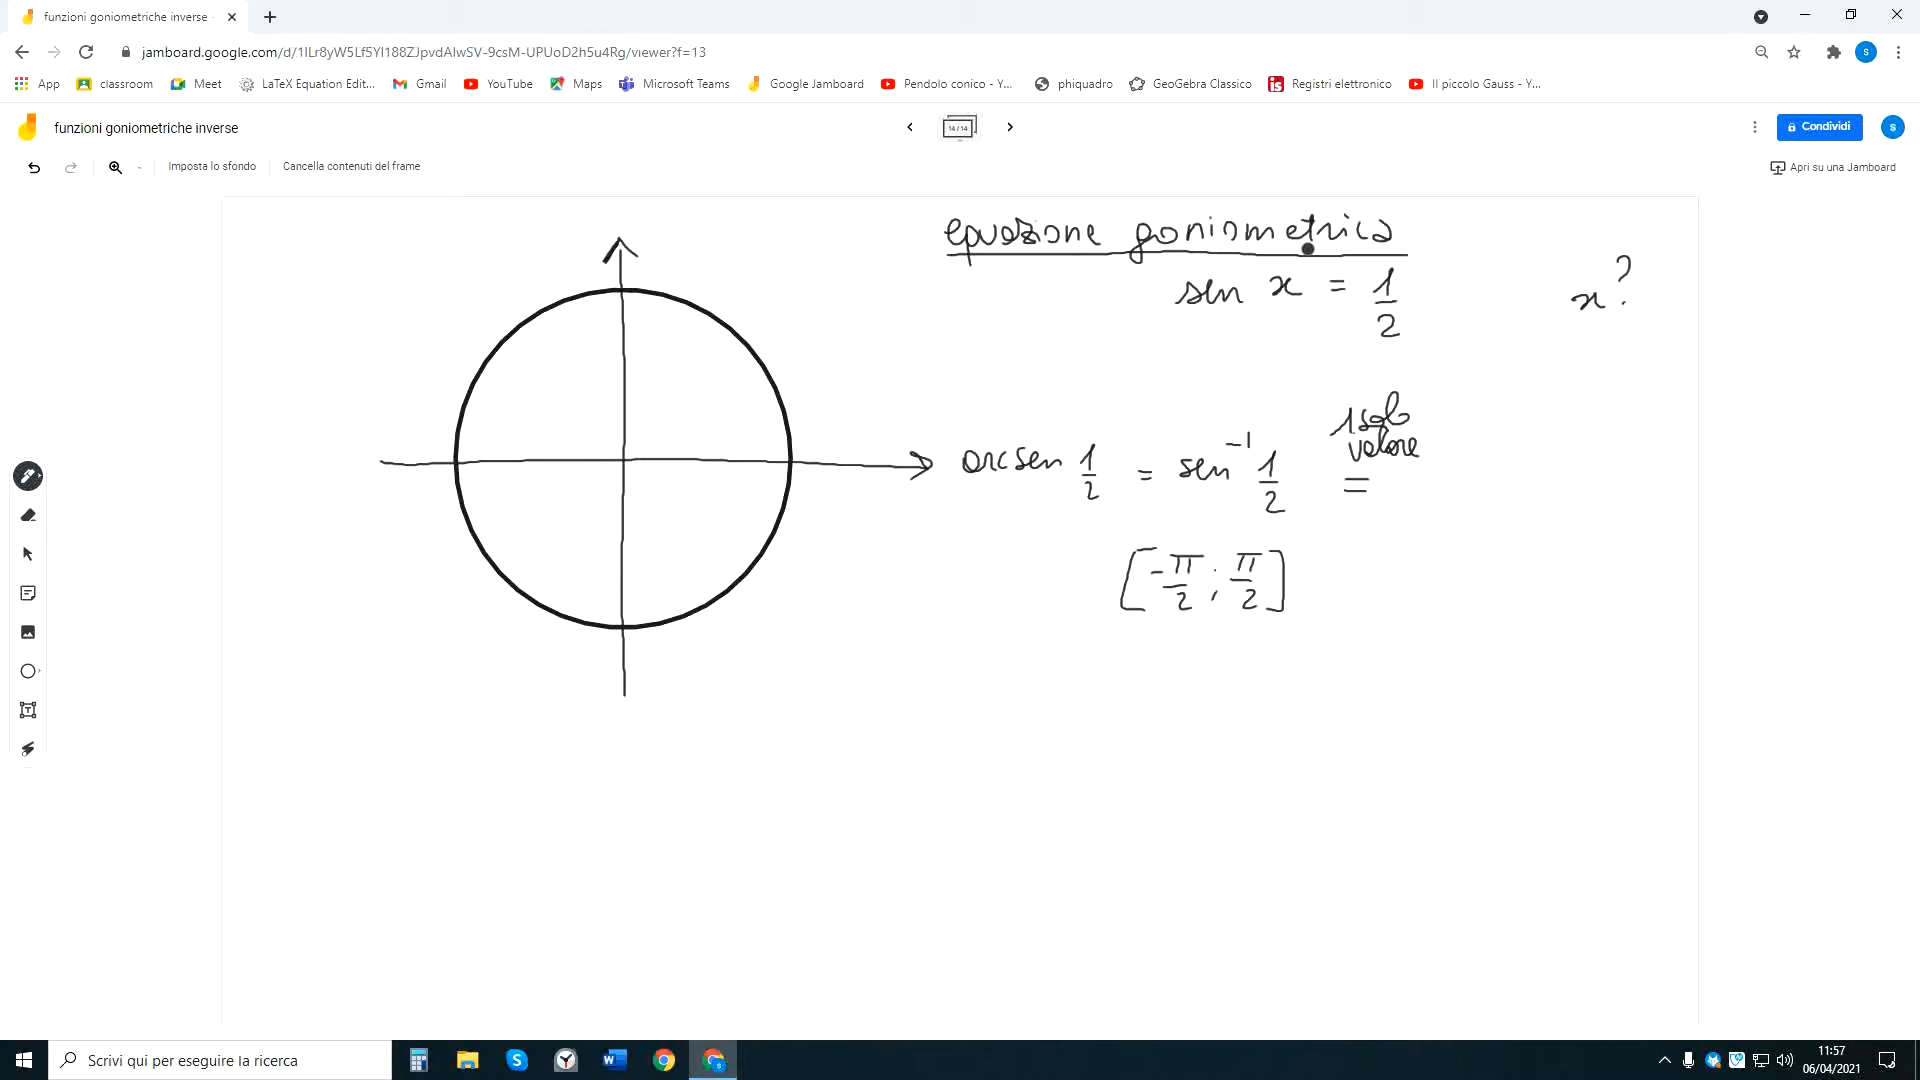 funzioni goniometriche inverse
jamboard.google.com/d/1ILr8yW5Lf5Yl188ZJpvdAlwSV-9csM-UPUoD2h5u4Rg/viewer?f=13
App classroom Meet LaTeX Equation Edit... Gmail YouTube Maps Microsoft Teams Google Jamboard Pendolo conico - Y... phiquadro GeoGebra Classico Registri elettronico Il piccolo Gauss - Y...
funzioni goniometriche inverse
14 / 14
Condividi
Imposta lo sfondo Cancella contenuti del frame
Apri su una Jamboard
equazione goniometrica
sen x = 1/2
x?
arcsen 1/2 = sen⁻¹ 1/2 =
1 solo
valore
[-π/2 ; π/2]
Scrivi qui per eseguire la ricerca
11:57
06/04/2021